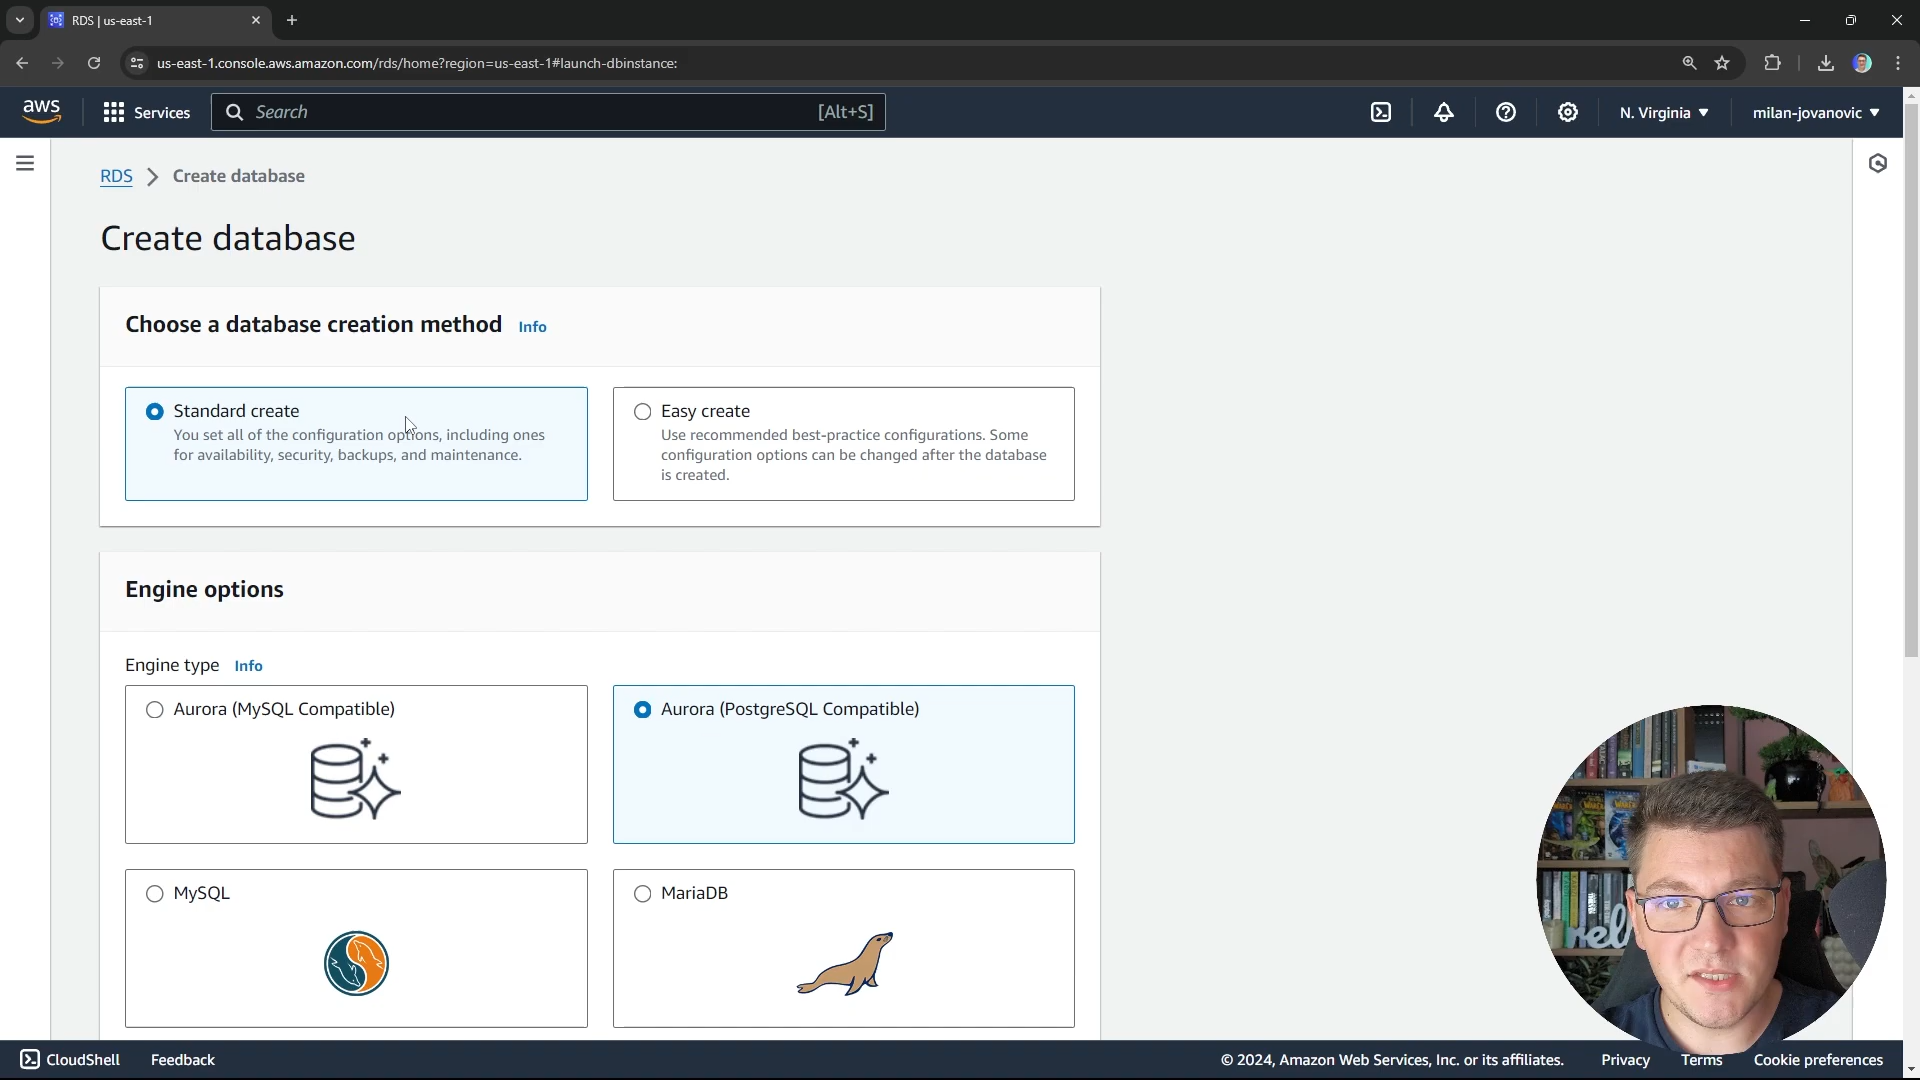 RDS | us-east-1
us-east-1.console.aws.amazon.com/rds/home?region=us-east-1#launch-dbinstance:
aws
Services
Search
[Alt+S]
N. Virginia
milan-jovanovic
RDS
Create database
Create database
Choose a database creation method Info
Standard create
You set all of the configuration options, including ones
for availability, security, backups, and maintenance.
Easy create
Use recommended best-practice configurations. Some
configuration options can be changed after the database
is created.
Engine options
Engine type Info
Aurora (MySQL Compatible)
Aurora (PostgreSQL Compatible)
MySQL
MariaDB
CloudShell
Feedback
© 2024, Amazon Web Services, Inc. or its affiliates.
Privacy
Terms
Cookie preferences